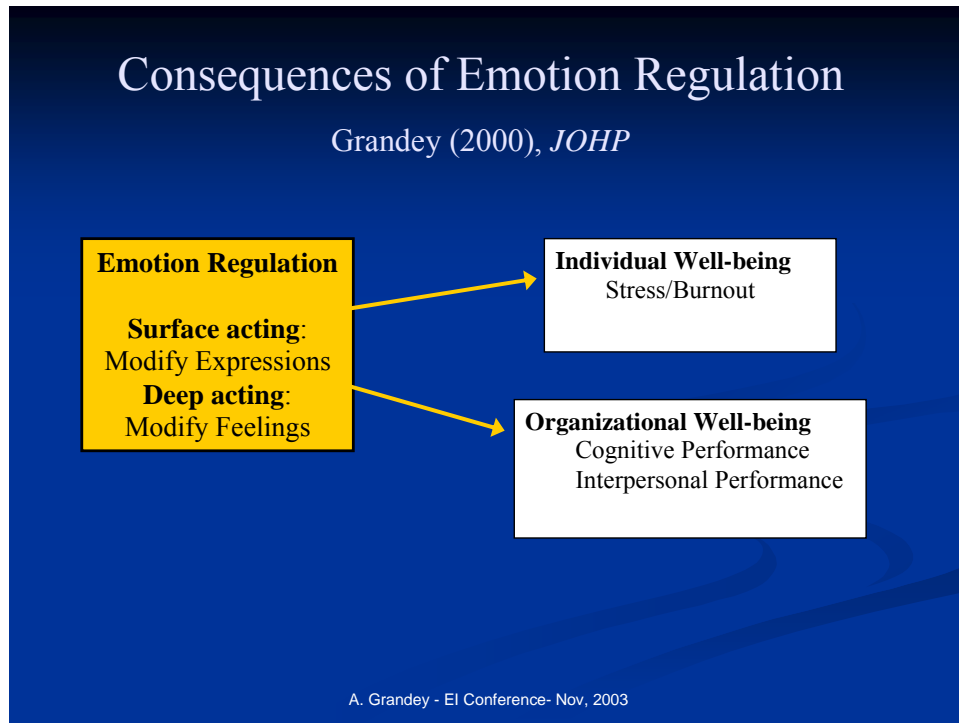 Consequences of Emotion Regulation
Grandey (2000), JOHP
Emotion Regulation
Surface acting:
Modify Expressions
Deep acting:
Modify Feelings
Individual Well-being
Stress/Burnout
Organizational Well-being
Cognitive Performance
Interpersonal Performance
A. Grandey - EI Conference- Nov, 2003